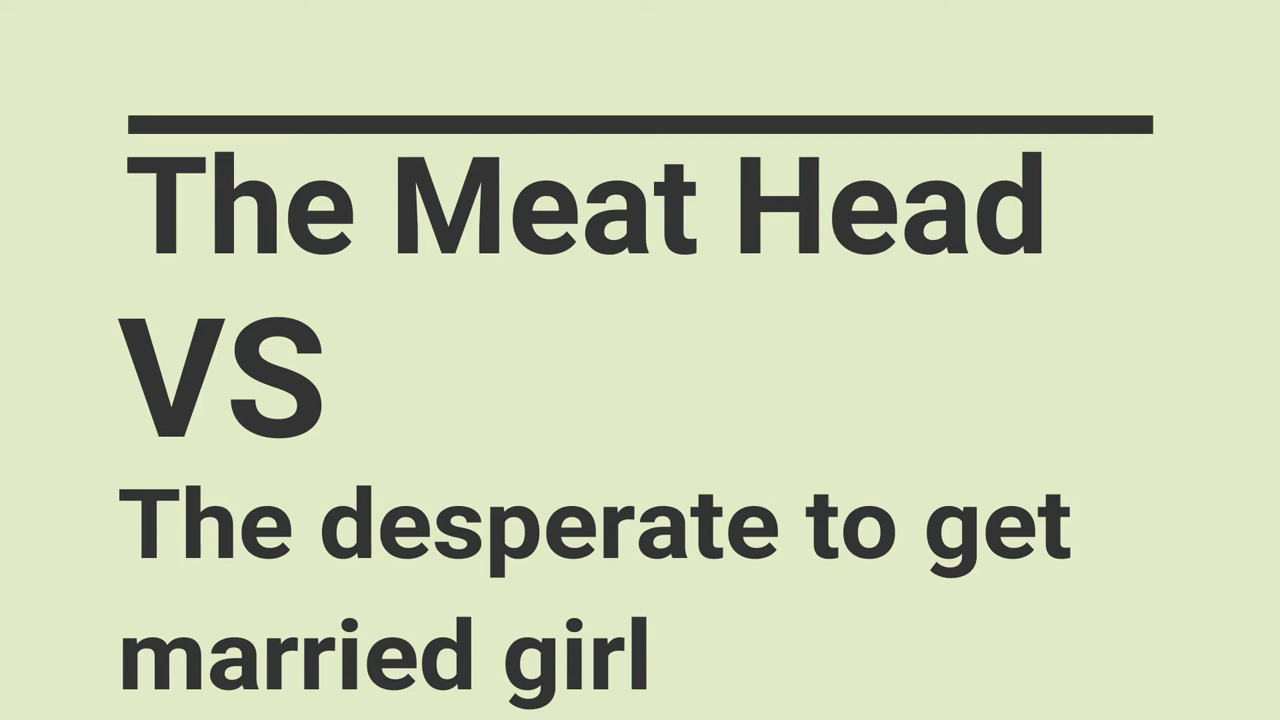 The Meat Head
VS
The desperate to get
married girl